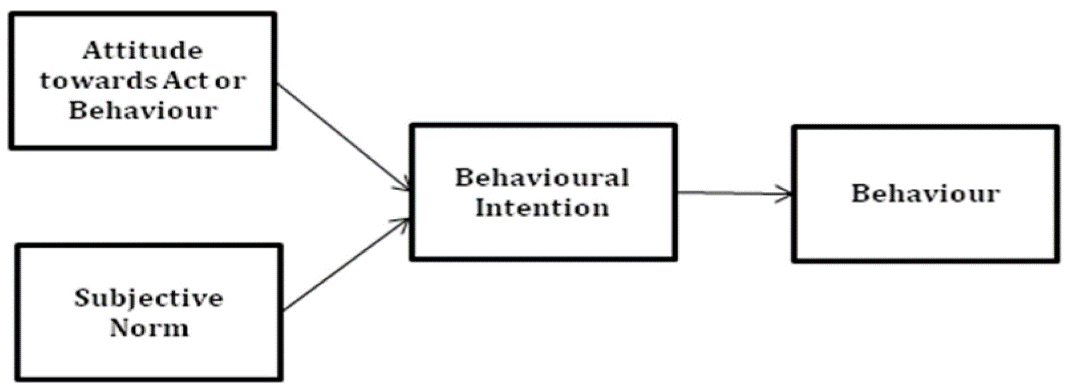 Attitude
towards Act or
Behaviour
Subjective
Norm
Behavioural
Intention
Behaviour